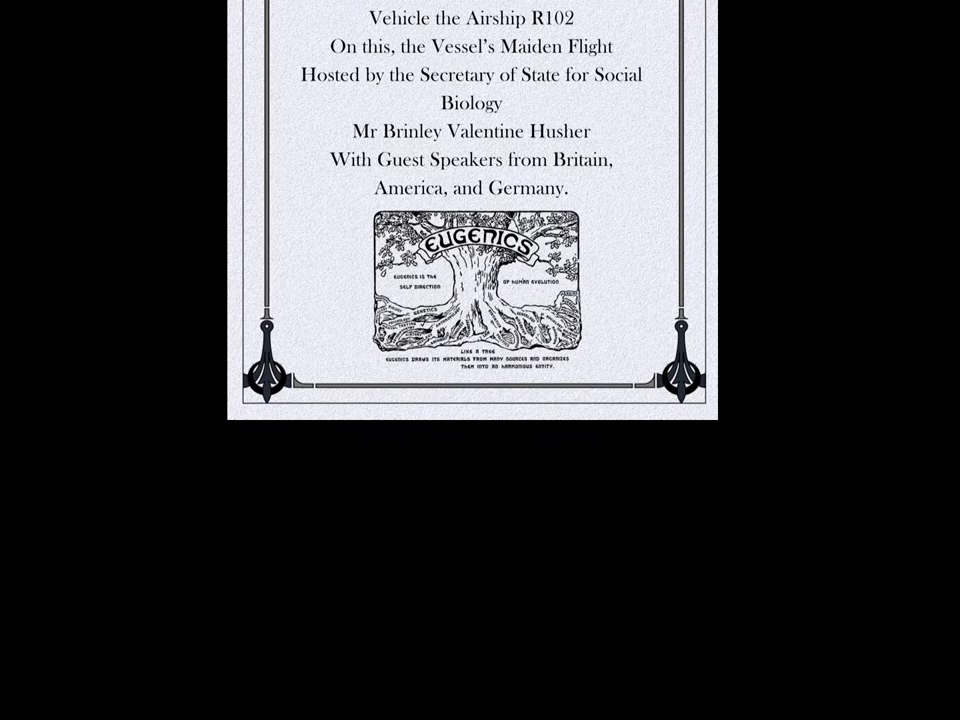 Vehicle the Airship R102
On this, the Vessel's Maiden Flight
Hosted by the Secretary of State for Social
Biology
Mr Brinley Valentine Husher
With Guest Speakers from Britain,
America, and Germany.
EUGENICS
EUGENICS IS THE
SELF DIRECTION
OF HUMAN EVOLUTION
GENETICS
LIKE A TREE
EUGENICS DRAWS ITS MATERIALS FROM MANY SOURCES AND ORGANIZES
THEM INTO AN HARMONIOUS ENTITY.